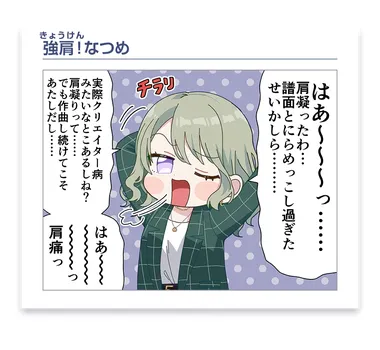 きょうけん
強肩！なつめ
はあ〜〜〜っ……
肩凝ったわ…
譜面とにらめっこし過ぎた
せいかしら………
チラリ
実際クリエイター病
みたいなとこあるしね？
肩凝りって……
でも作曲し続けてこそ
あたしだし……
はぁ〜〜
〜〜〜〜っ
肩痛っ